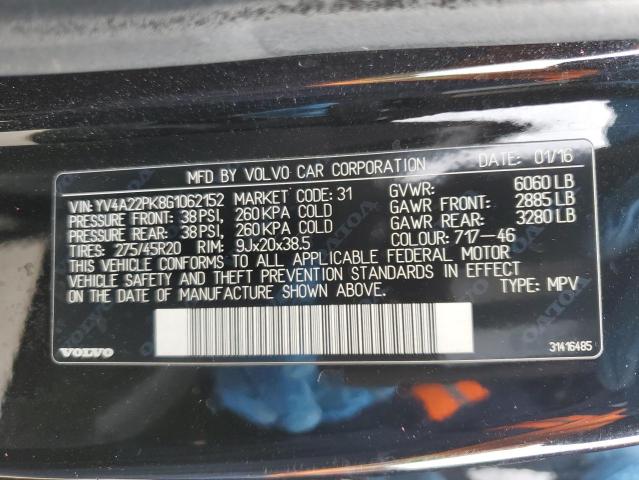 MFD BY VOLVO CAR CORPORATION DATE: 01/16
VIN: YV4A22PK8G1062152 MARKET CODE: 31 GVWR: 6060 LB
PRESSURE FRONT: 38 PSI, 260 KPA COLD GAWR FRONT: 2885 LB
PRESSURE REAR: 38 PSI, 260 KPA COLD GAWR REAR: 3280 LB
TIRES: 275/45R20 RIM: 9Jx20x38.5 COLOUR: 717-46
THIS VEHICLE CONFORMS TO ALL APPLICABLE FEDERAL MOTOR
VEHICLE SAFETY AND THEFT PREVENTION STANDARDS IN EFFECT
ON THE DATE OF MANUFACTURE SHOWN ABOVE. TYPE: MPV
VOLVO 31416485